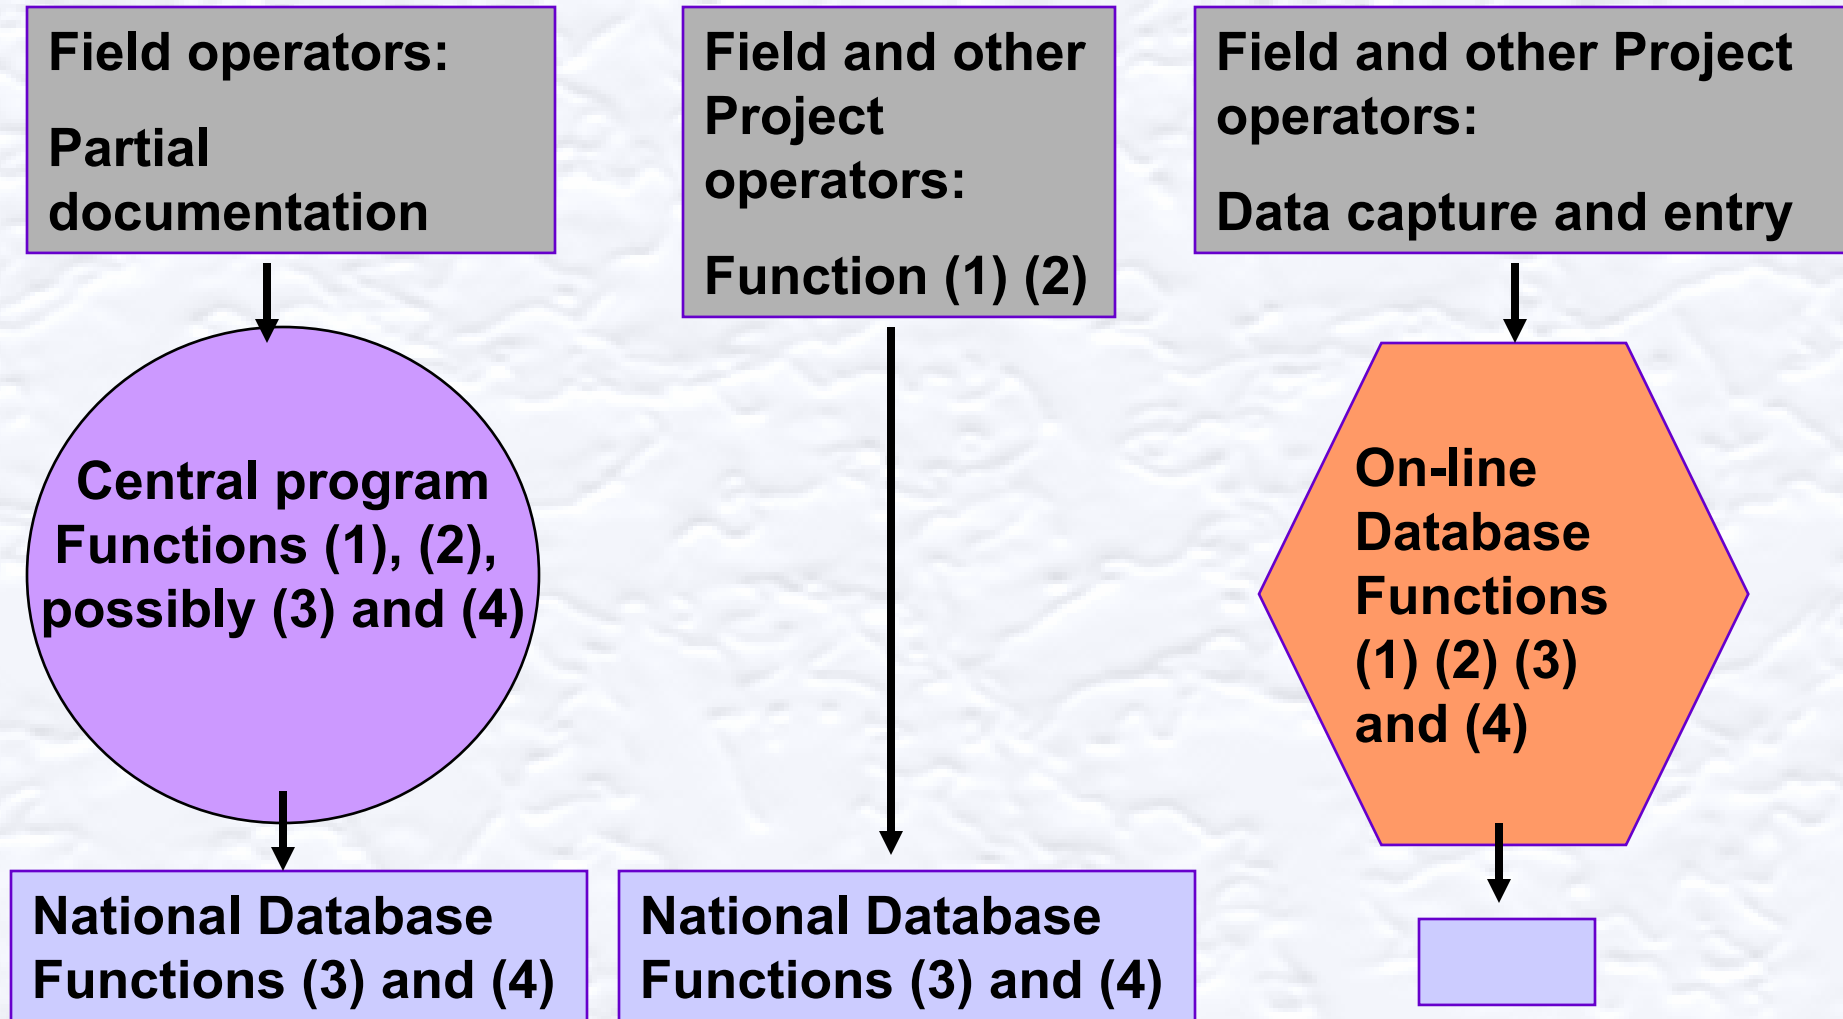 Field operators:
Partial
documentation
Central program
Functions (1), (2),
possibly (3) and (4)
National Database
Functions (3) and (4)
Field and other
Project
operators:
Function (1) (2)
National Database
Functions (3) and (4)
Field and other Project
operators:
Data capture and entry
On-line
Database
Functions
(1) (2) (3)
and (4)